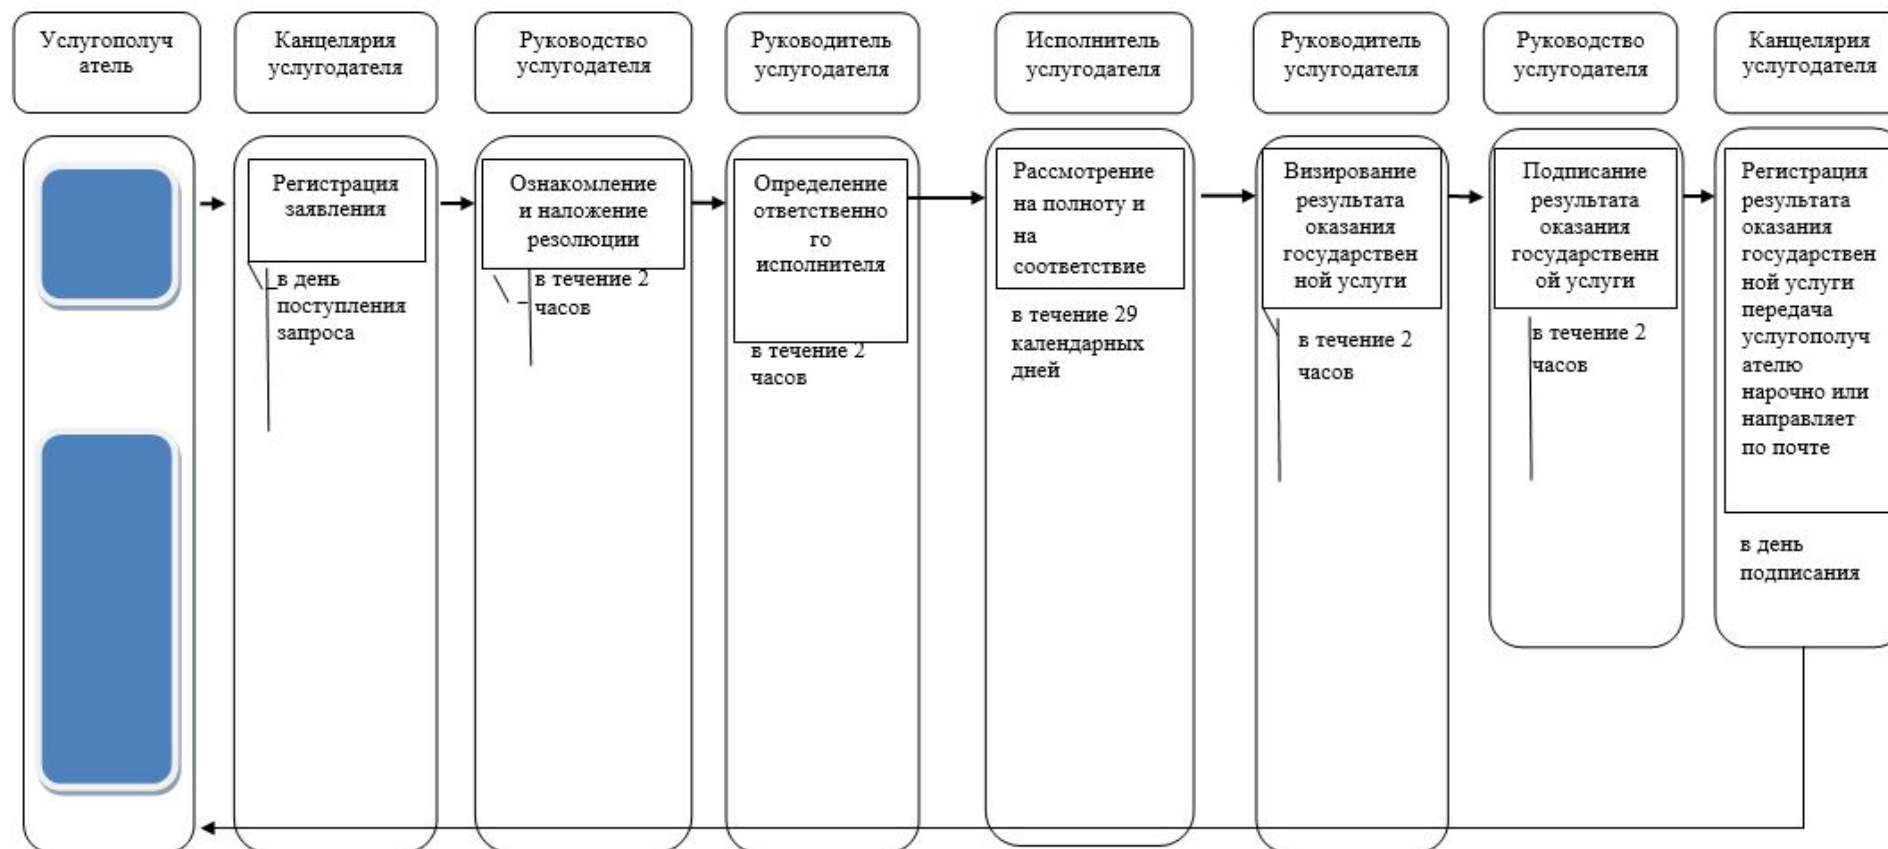 Услугополуч
атель
Канцелярия
услугодателя
Руководство
услугодателя
Руководитель
услугодателя
Исполнитель
услугодателя
Руководитель
услугодателя
Руководство
услугодателя
Канцелярия
услугодателя
Регистрация
заявления
в день
поступления
запроса
Ознакомление
и наложение
резолюции
в течение 2
часов
Определение
ответственно
го
исполнителя
в течение 2
часов
Рассмотрение
на полноту и
на
соответствие
в течение 29
календарных
дней
Визирование
результата
оказания
государствен
ной услуги
в течение 2
часов
Подписание
результата
оказания
государственн
ой услуги
в течение 2
часов
Регистрация
результата
оказания
государствен
ной услуги
передача
услугополуч
ателю
нарочно или
направляет
по почте
в день
подписания